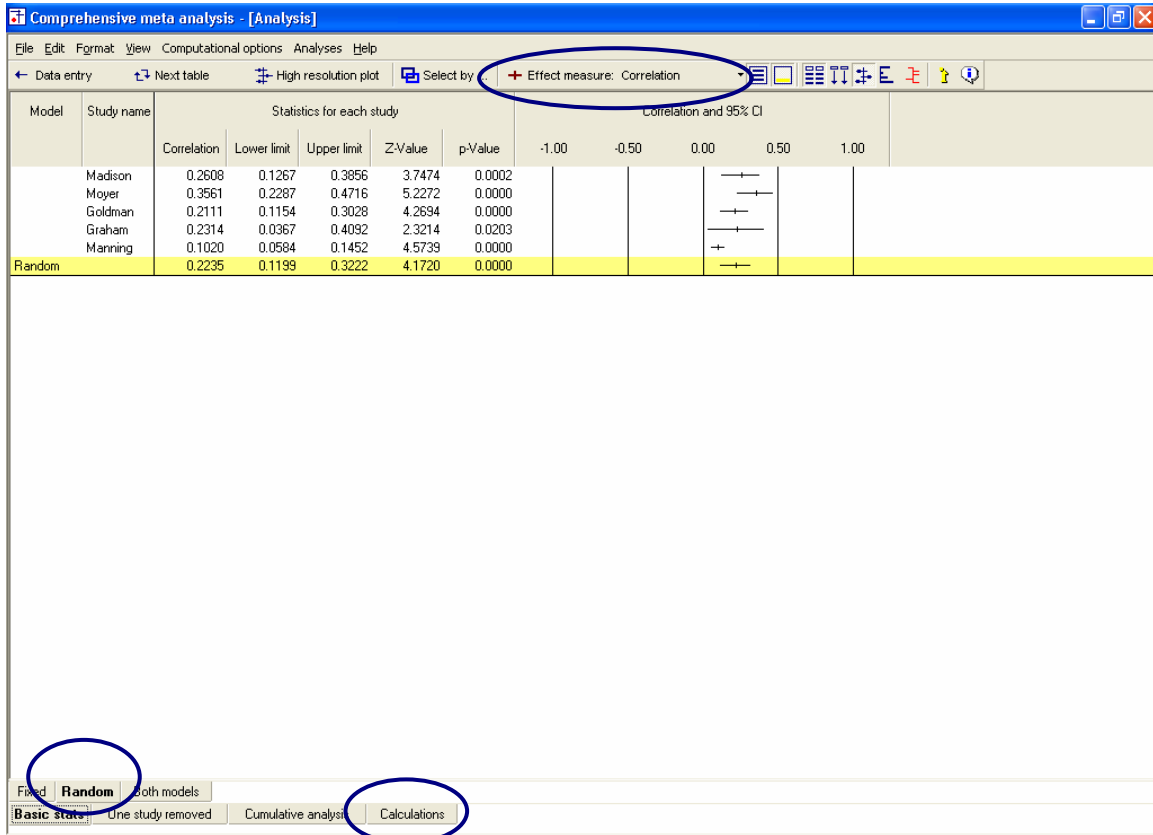 Comprehensive meta analysis - [Analysis]
File Edit Format View Computational options Analyses Help
Data entry Next table High resolution plot Select by ... Effect measure: Correlation
Model Study name Statistics for each study Correlation and 95% CI
Correlation Lower limit Upper limit Z-Value p-Value -1.00 -0.50 0.00 0.50 1.00
Madison 0.2608 0.1267 0.3856 3.7474 0.0002
Moyer 0.3561 0.2287 0.4716 5.2272 0.0000
Goldman 0.2111 0.1154 0.3028 4.2694 0.0000
Graham 0.2314 0.0367 0.4092 2.3214 0.0203
Manning 0.1020 0.0584 0.1452 4.5739 0.0000
Random 0.2235 0.1199 0.3222 4.1720 0.0000
Fixed Random Both models
Basic stats One study removed Cumulative analysis Calculations